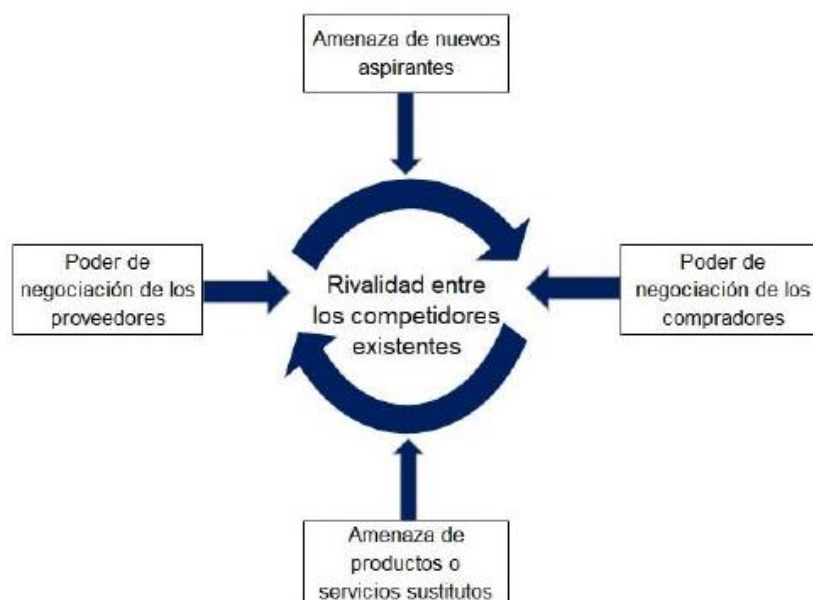 Amenaza de nuevos
aspirantes
Poder de
negociación de los
proveedores
Rivalidad entre
los competidores
existentes
Poder de
negociación de los
compradores
Amenaza de
productos o
servicios sustitutos